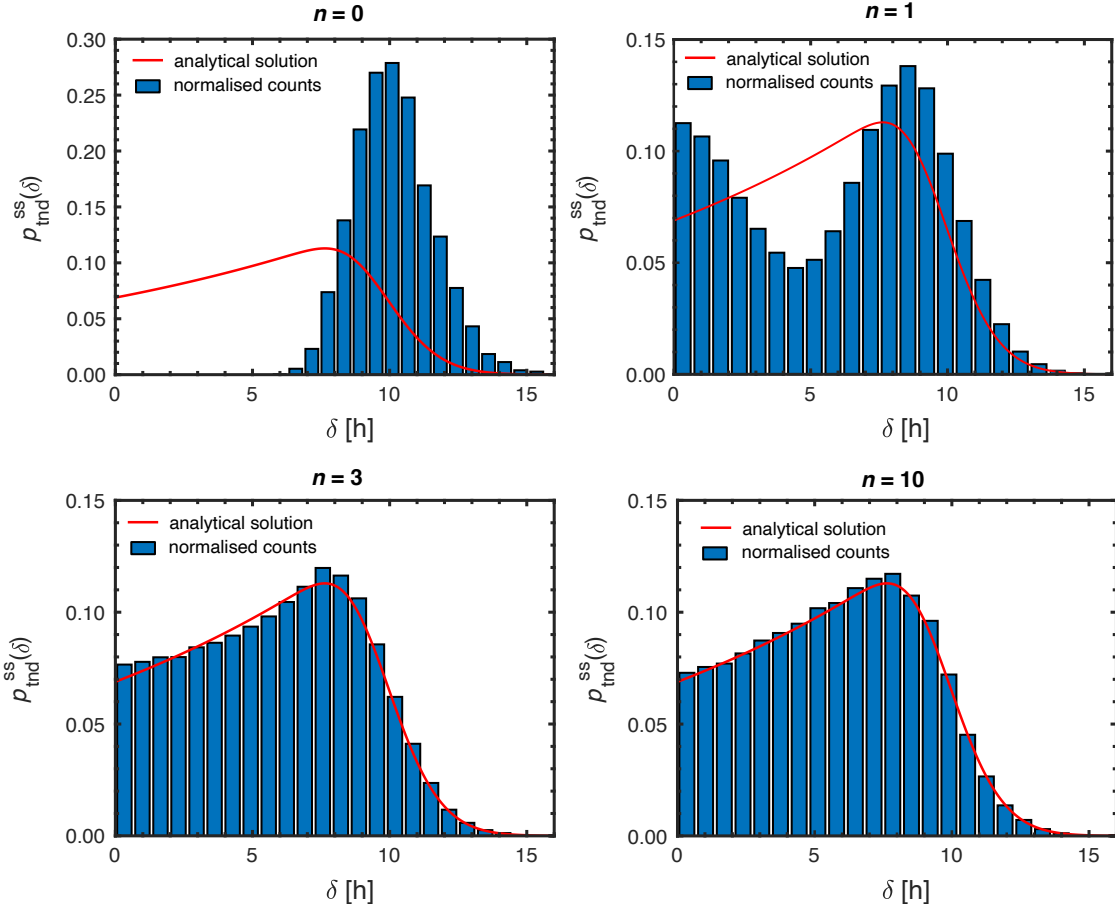 n = 0
0.30
0.25
0.20
0.15
0.10
0.05
0.00
p_tnd^ss(δ)
analytical solution
normalised counts
0 5 10 15
δ [h]
n = 1
0.15
0.10
0.05
0.00
p_tnd^ss(δ)
analytical solution
normalised counts
0 5 10 15
δ [h]
n = 3
0.15
0.10
0.05
0.00
p_tnd^ss(δ)
analytical solution
normalised counts
0 5 10 15
δ [h]
n = 10
0.15
0.10
0.05
0.00
p_tnd^ss(δ)
analytical solution
normalised counts
0 5 10 15
δ [h]